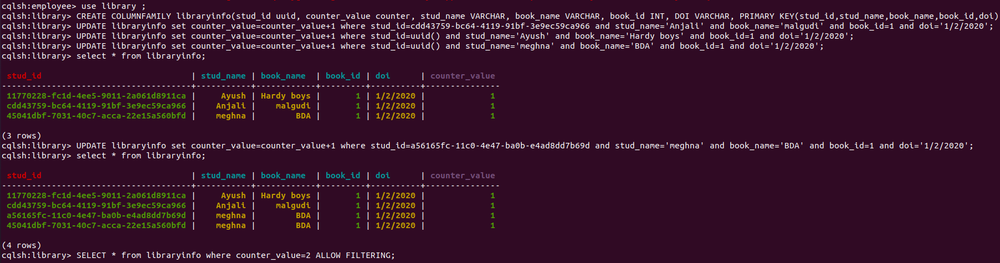 cqlsh:employee> use library ;
cqlsh:library> CREATE COLUMNFAMILY libraryinfo(stud_id uuid, counter_value counter, stud_name VARCHAR, book_name VARCHAR, book_id INT, DOI VARCHAR, PRIMARY KEY(stud_id,stud_name,book_name,book_id,doi)
cqlsh:library> UPDATE libraryinfo set counter_value=counter_value+1 where stud_id=cdd43759-bc64-4119-91bf-3e9ec59ca966 and stud_name='Anjali' and book_name='malgudi' and book_id=1 and doi='1/2/2020';
cqlsh:library> UPDATE libraryinfo set counter_value=counter_value+1 where stud_id=uuid() and stud_name='Ayush' and book_name='Hardy boys' and book_id=1 and doi='1/2/2020';
cqlsh:library> UPDATE libraryinfo set counter_value=counter_value+1 where stud_id=uuid() and stud_name='meghna' and book_name='BDA' and book_id=1 and doi='1/2/2020';
cqlsh:library> select * from libraryinfo;
stud_id | stud_name | book_name | book_id | doi | counter_value
--------------------------------------+-----------+------------+---------+----------+---------------
11770228-fc1d-4ee5-9011-2a061d8911ca | Ayush | Hardy boys | 1 | 1/2/2020 | 1
cdd43759-bc64-4119-91bf-3e9ec59ca966 | Anjali | malgudi | 1 | 1/2/2020 | 1
45041dbf-7031-40c7-acca-22e15a560bfd | meghna | BDA | 1 | 1/2/2020 | 1
(3 rows)
cqlsh:library> UPDATE libraryinfo set counter_value=counter_value+1 where stud_id=a56165fc-11c0-4e47-ba0b-e4ad8dd7b69d and stud_name='meghna' and book_name='BDA' and book_id=1 and doi='1/2/2020';
cqlsh:library> select * from libraryinfo;
stud_id | stud_name | book_name | book_id | doi | counter_value
--------------------------------------+-----------+------------+---------+----------+---------------
11770228-fc1d-4ee5-9011-2a061d8911ca | Ayush | Hardy boys | 1 | 1/2/2020 | 1
cdd43759-bc64-4119-91bf-3e9ec59ca966 | Anjali | malgudi | 1 | 1/2/2020 | 1
a56165fc-11c0-4e47-ba0b-e4ad8dd7b69d | meghna | BDA | 1 | 1/2/2020 | 1
45041dbf-7031-40c7-acca-22e15a560bfd | meghna | BDA | 1 | 1/2/2020 | 1
(4 rows)
cqlsh:library> SELECT * from libraryinfo where counter_value=2 ALLOW FILTERING;